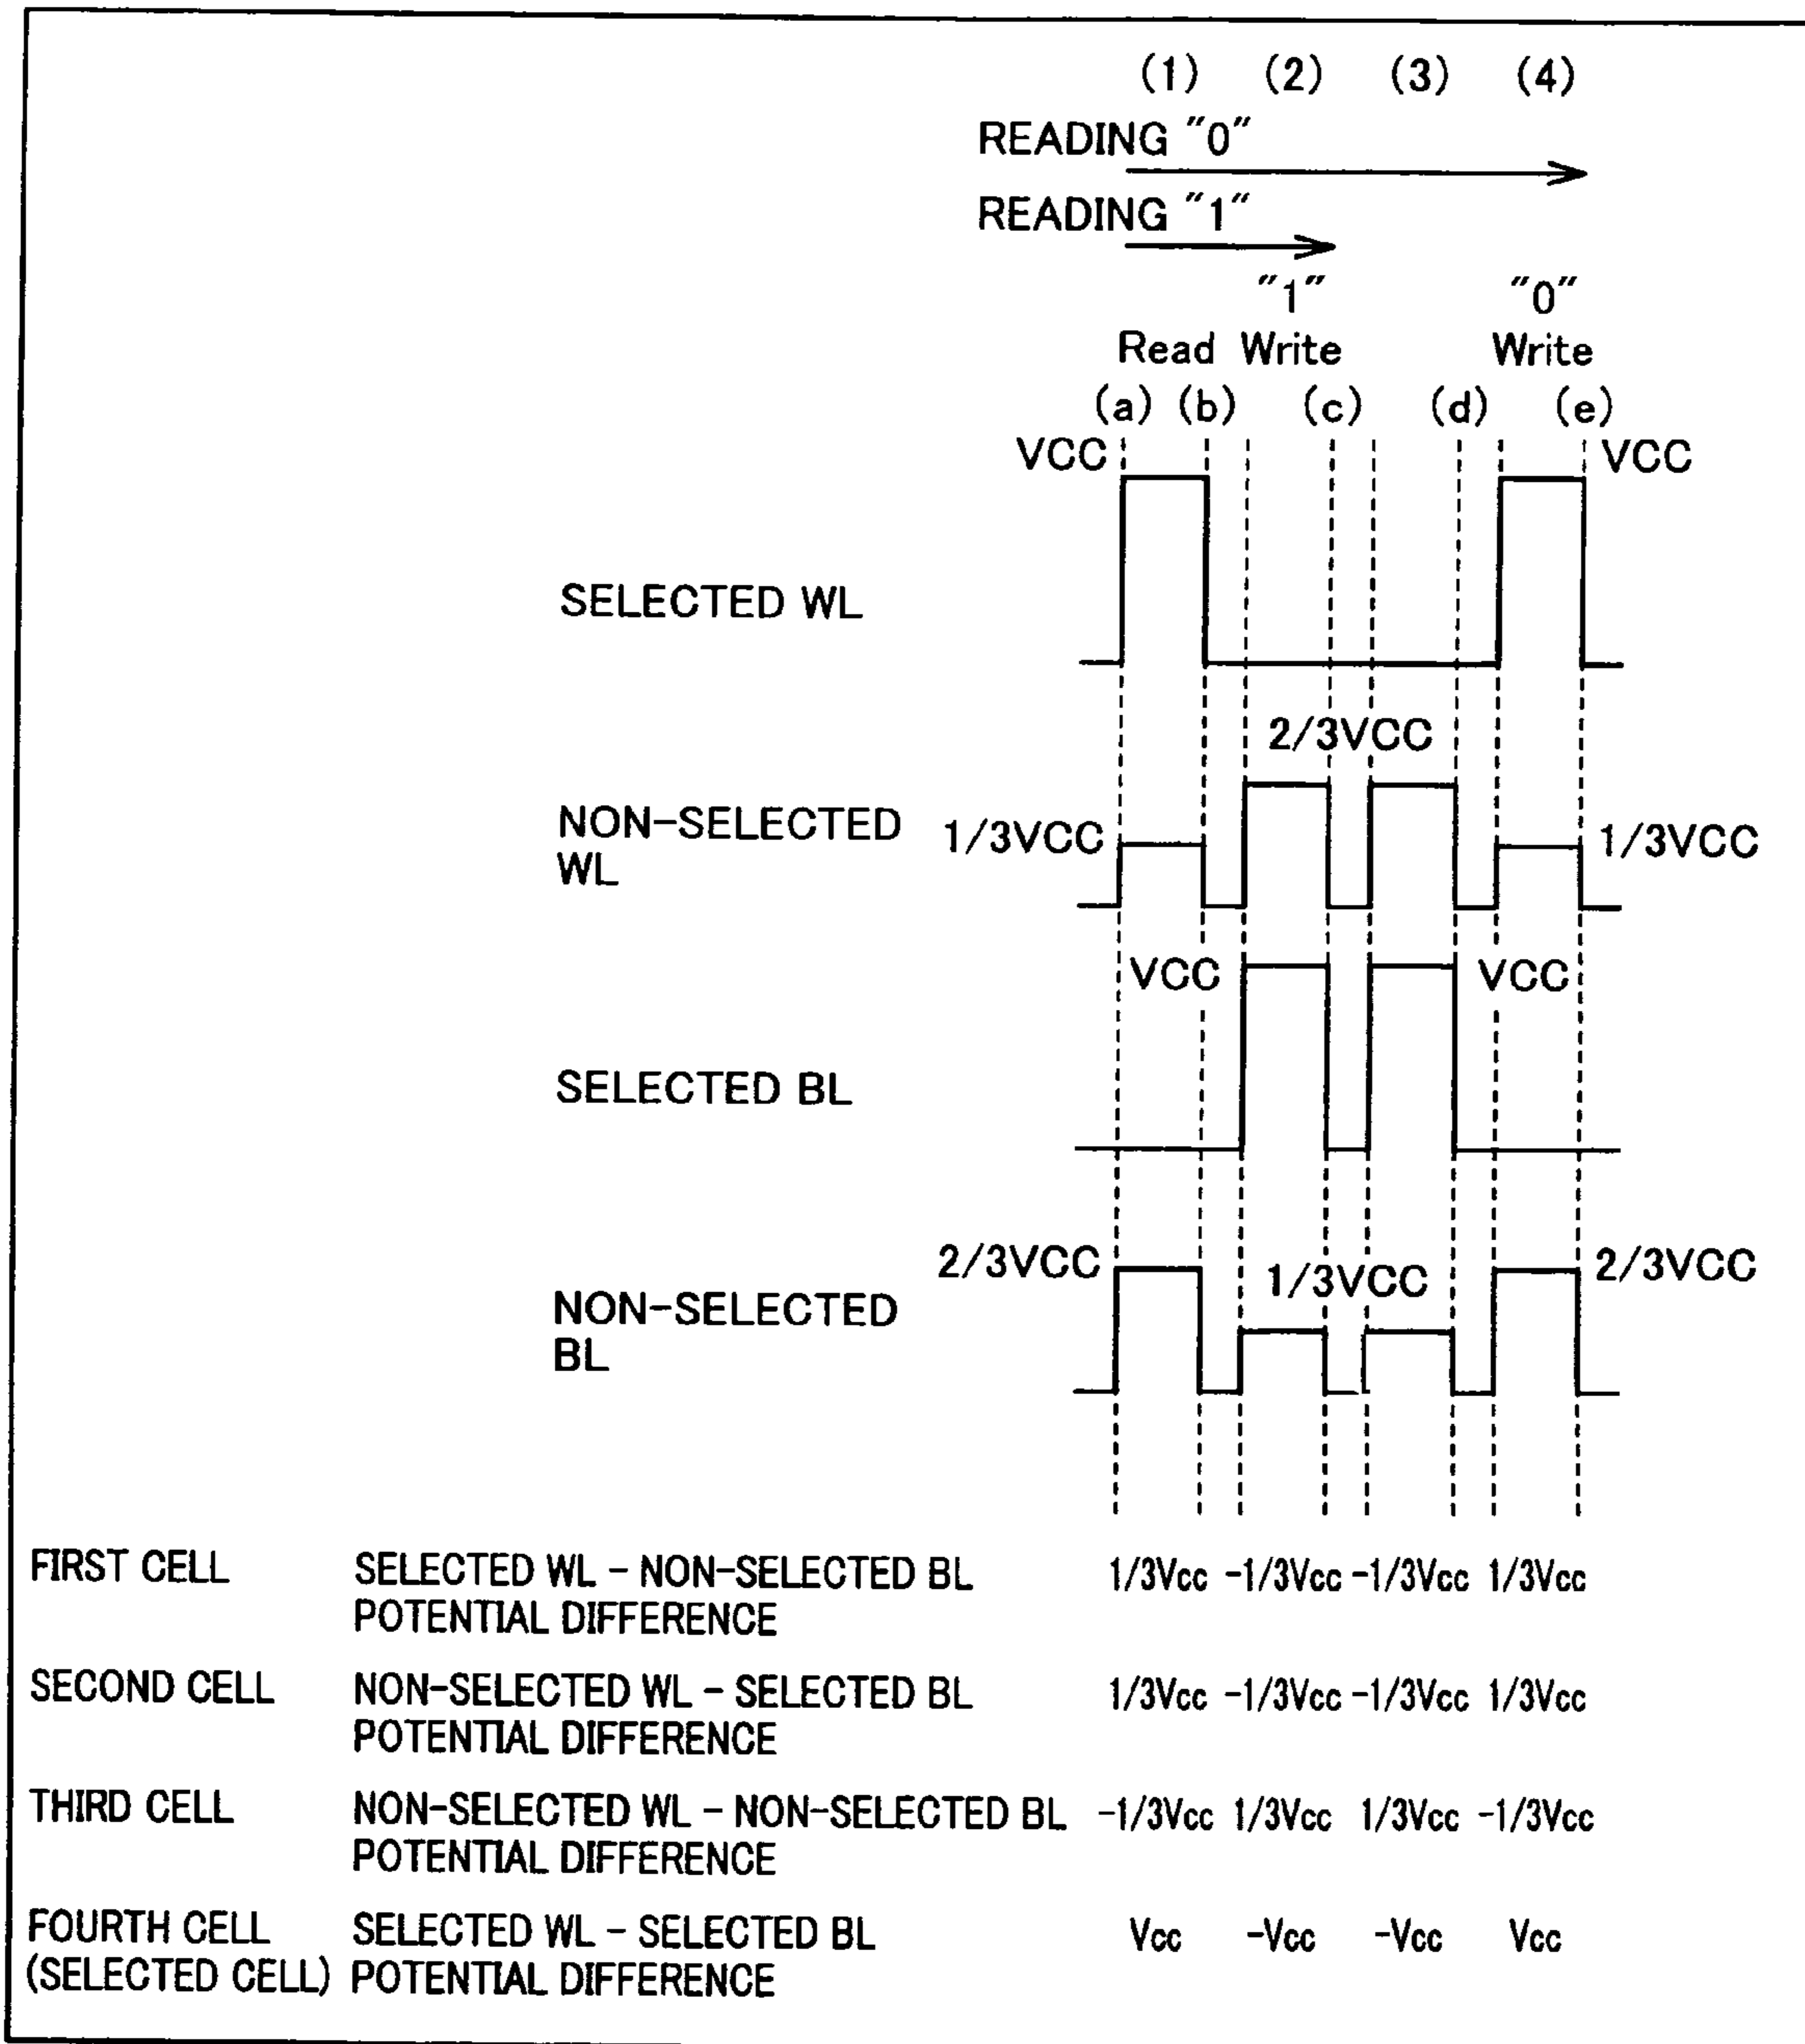 (1) (2) (3) (4)
READING "0"
READING "1"
"1" "0"
Read Write Write
(a) (b) (c) (d) (e)
VCC VCC
SELECTED WL
2/3VCC
NON-SELECTED
WL
1/3VCC 1/3VCC
VCC VCC
SELECTED BL
2/3VCC 1/3VCC 2/3VCC
NON-SELECTED
BL
FIRST CELL SELECTED WL - NON-SELECTED BL 1/3Vcc -1/3Vcc -1/3Vcc 1/3Vcc
POTENTIAL DIFFERENCE
SECOND CELL NON-SELECTED WL - SELECTED BL 1/3Vcc -1/3Vcc -1/3Vcc 1/3Vcc
POTENTIAL DIFFERENCE
THIRD CELL NON-SELECTED WL - NON-SELECTED BL -1/3Vcc 1/3Vcc 1/3Vcc -1/3Vcc
POTENTIAL DIFFERENCE
FOURTH CELL SELECTED WL - SELECTED BL Vcc -Vcc -Vcc Vcc
(SELECTED CELL) POTENTIAL DIFFERENCE